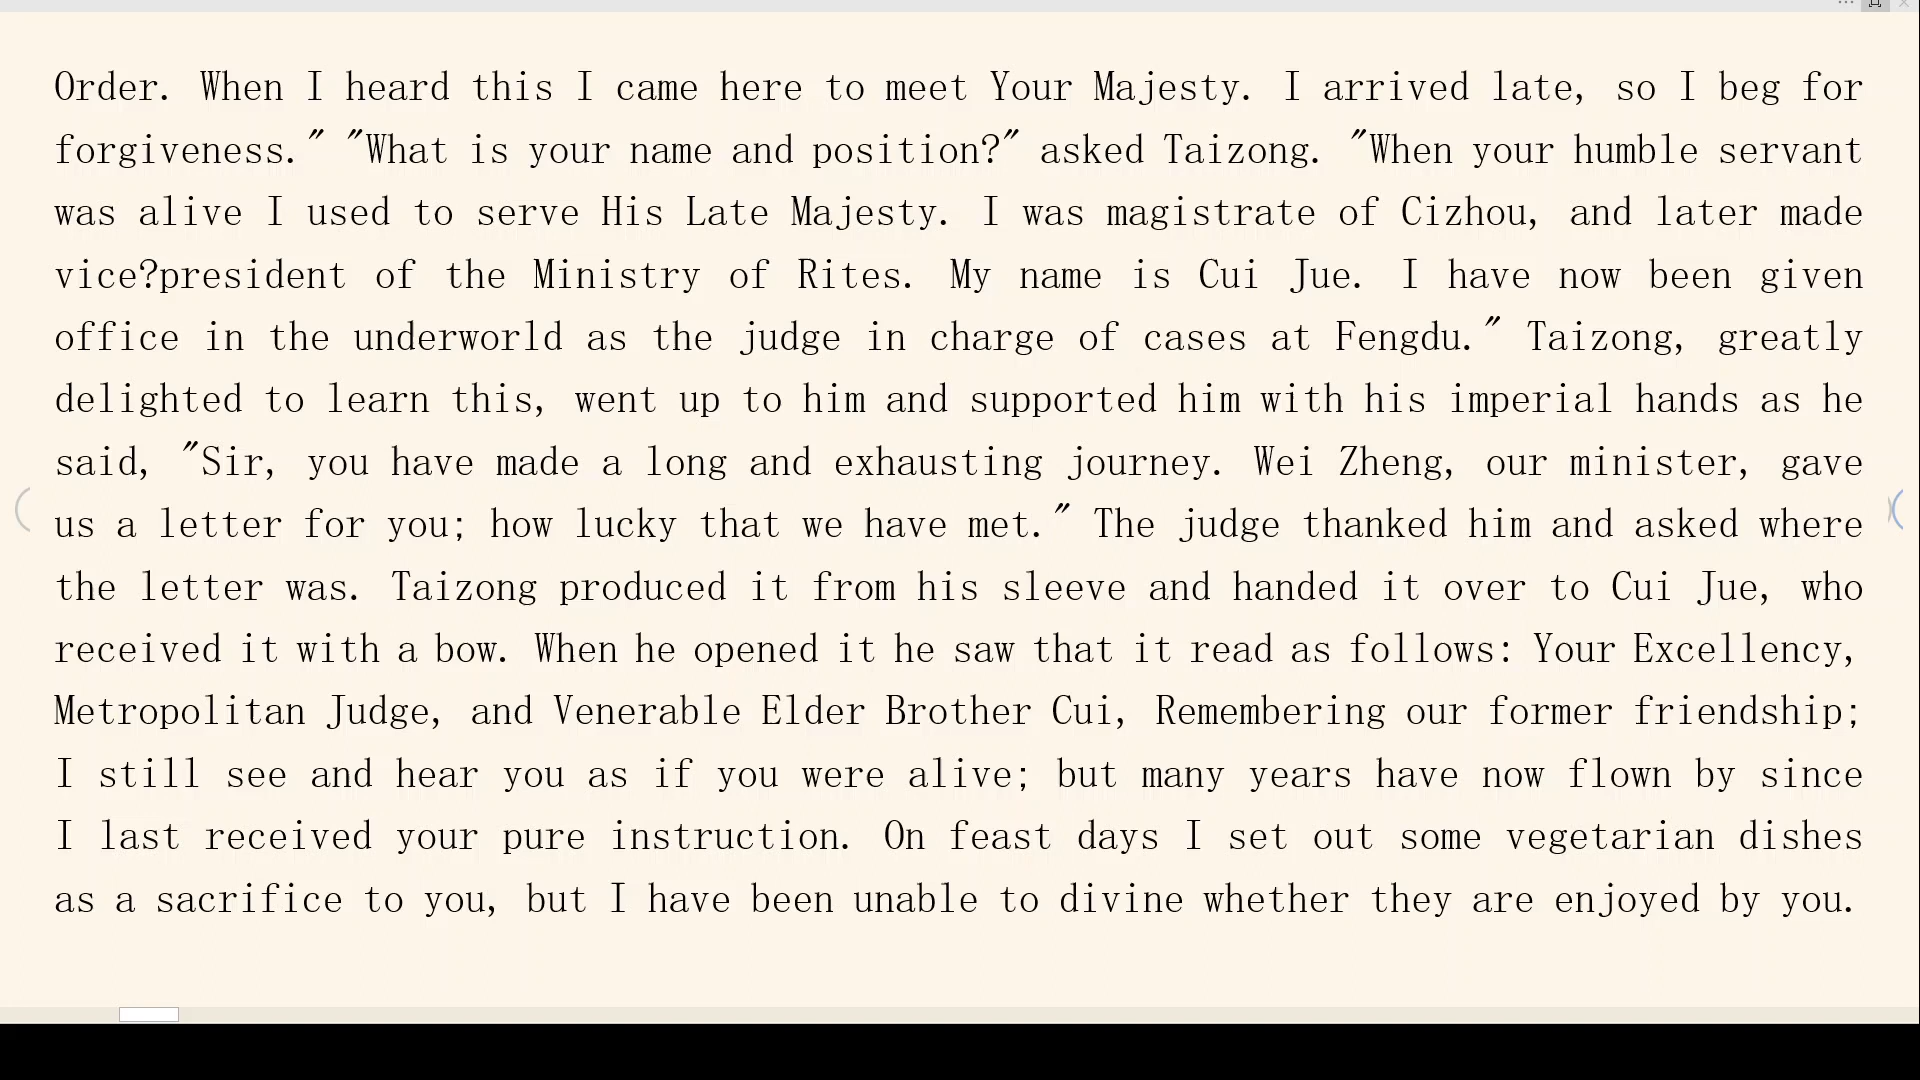 Order. When I heard this I came here to meet Your Majesty. I arrived late, so I beg for
forgiveness." "What is your name and position?" asked Taizong. "When your humble servant
was alive I used to serve His Late Majesty. I was magistrate of Cizhou, and later made
vice?president of the Ministry of Rites. My name is Cui Jue. I have now been given
office in the underworld as the judge in charge of cases at Fengdu." Taizong, greatly
delighted to learn this, went up to him and supported him with his imperial hands as he
said, "Sir, you have made a long and exhausting journey. Wei Zheng, our minister, gave
us a letter for you; how lucky that we have met." The judge thanked him and asked where
the letter was. Taizong produced it from his sleeve and handed it over to Cui Jue, who
received it with a bow. When he opened it he saw that it read as follows: Your Excellency,
Metropolitan Judge, and Venerable Elder Brother Cui, Remembering our former friendship;
I still see and hear you as if you were alive; but many years have now flown by since
I last received your pure instruction. On feast days I set out some vegetarian dishes
as a sacrifice to you, but I have been unable to divine whether they are enjoyed by you.